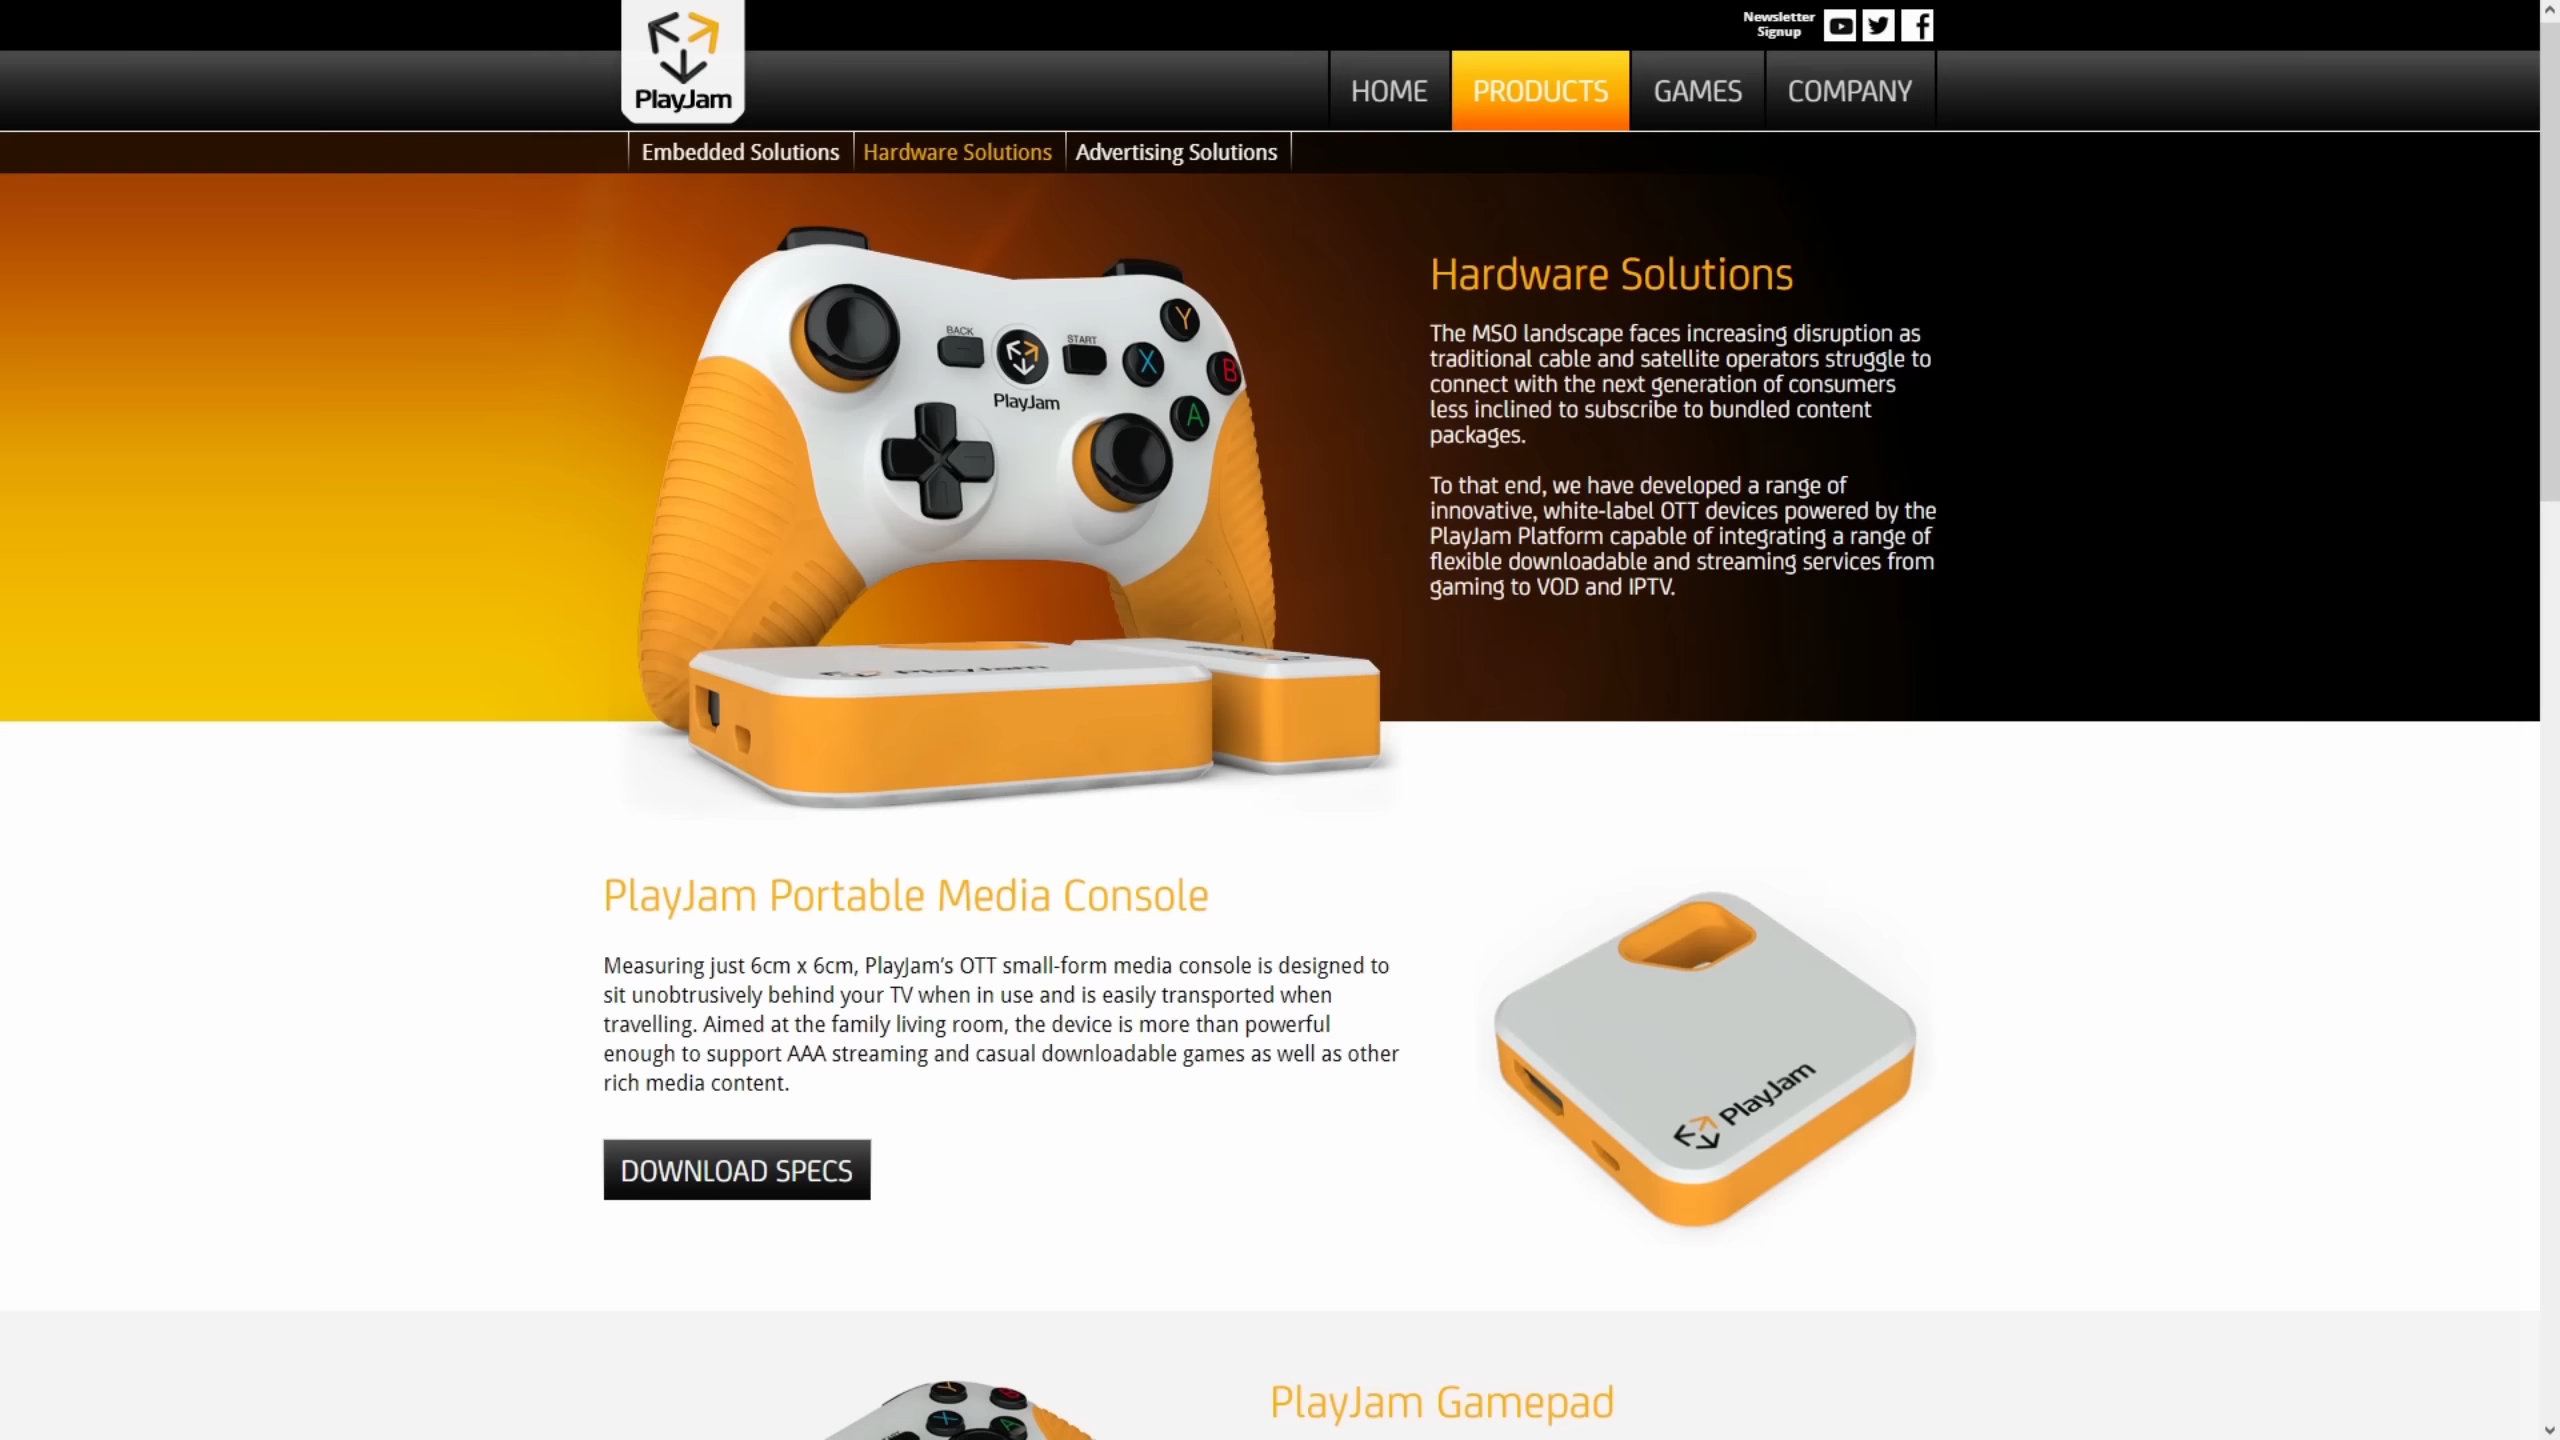 Newsletter
Signup
PlayJam
HOME
PRODUCTS
GAMES
COMPANY
Embedded Solutions
Hardware Solutions
Advertising Solutions
BACK
START
Y
X
B
A
PlayJam
PlayJam
Hardware Solutions
The MSO landscape faces increasing disruption as
traditional cable and satellite operators struggle to
connect with the next generation of consumers
less inclined to subscribe to bundled content
packages.
To that end, we have developed a range of
innovative, white-label OTT devices powered by the
PlayJam Platform capable of integrating a range of
flexible downloadable and streaming services from
gaming to VOD and IPTV.
PlayJam Portable Media Console
Measuring just 6cm x 6cm, PlayJam’s OTT small-form media console is designed to
sit unobtrusively behind your TV when in use and is easily transported when
travelling. Aimed at the family living room, the device is more than powerful
enough to support AAA streaming and casual downloadable games as well as other
rich media content.
DOWNLOAD SPECS
PlayJam
PlayJam Gamepad
Y
B
X
A